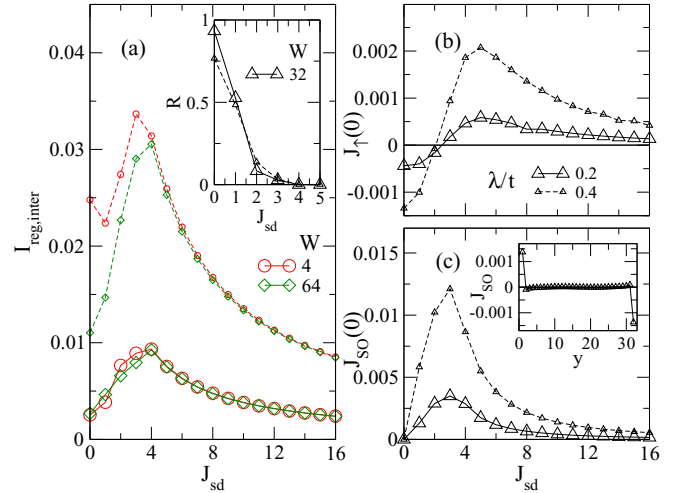 (a)
I_reg,inter
0.04
0.03
0.02
0.01
0
0 4 8 12 16
J_sd
W
4
64
R
1
0.5
0
0 1 2 3 4 5
J_sd
W
32
(b)
J_↑(0)
0.002
0.001
0
-0.001
λ/t
0.2
0.4
(c)
J_SO(0)
0.015
0.01
0.005
0
0 4 8 12 16
J_sd
J_SO
0.001
0
-0.001
0 10 20 30
y